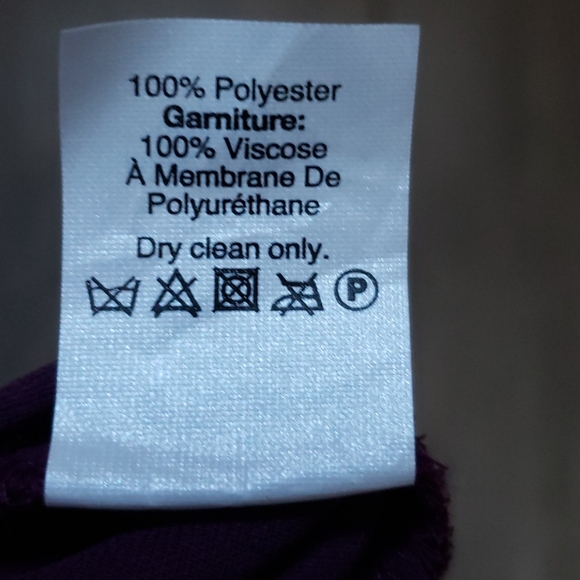 100% Polyester
Garniture:
100% Viscose
À Membrane De
Polyuréthane
Dry clean only.
P